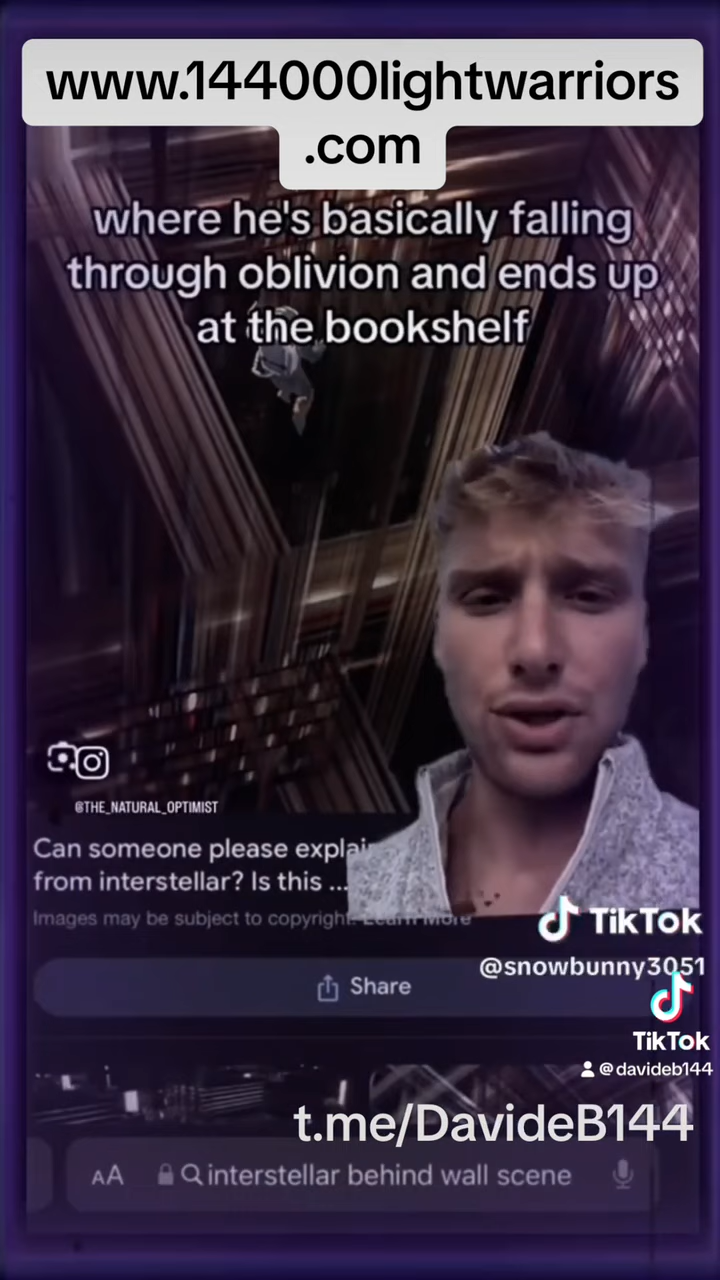 www.144000lightwarriors
.com
where he's basically falling
through oblivion and ends up
at the bookshelf
@THE_NATURAL_OPTIMIST
Can someone please explai
from interstellar? Is this ...
Images may be subject to copyright. Learn More
TikTok
@snowbunny3051
Share
TikTok
@davideb144
t.me/DavideB144
AA interstellar behind wall scene